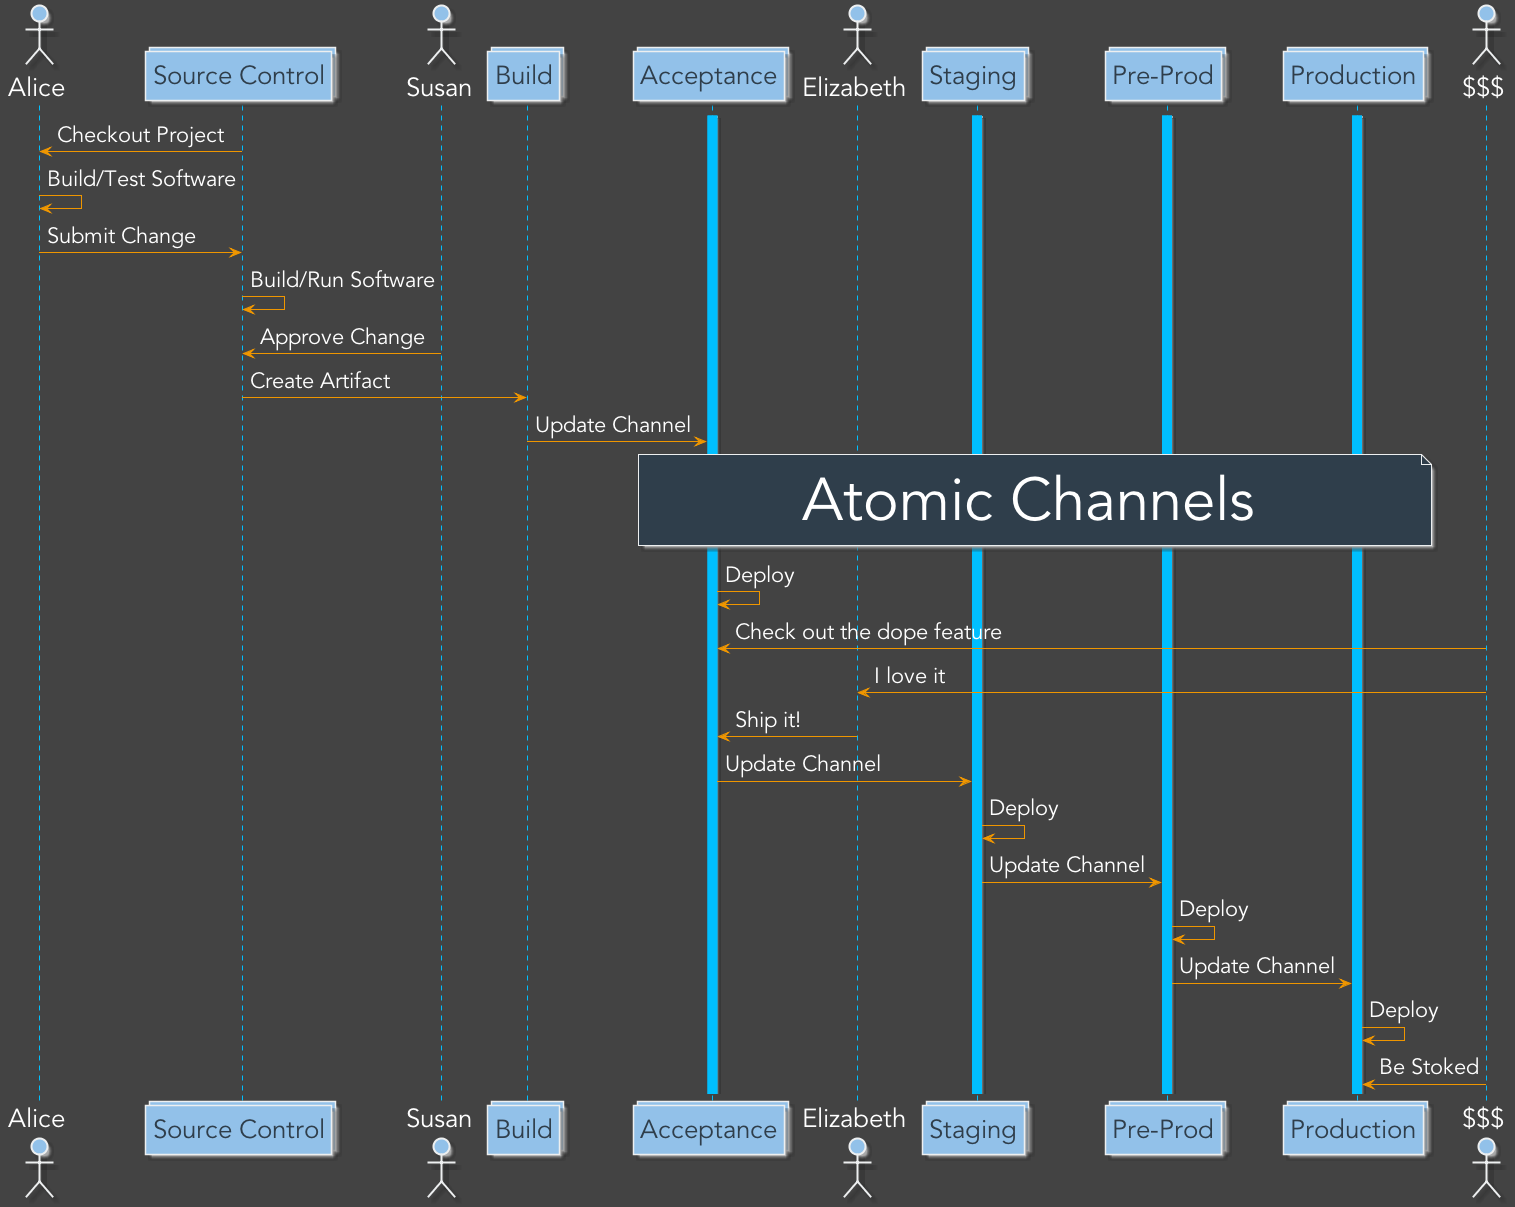 Alice
Source Control
Susan
Build
Acceptance
Elizabeth
Staging
Pre-Prod
Production
$$$
Checkout Project
Build/Test Software
Submit Change
Build/Run Software
Approve Change
Create Artifact
Update Channel
Atomic Channels
Deploy
Check out the dope feature
I love it
Ship it!
Update Channel
Deploy
Update Channel
Deploy
Update Channel
Deploy
Be Stoked
Alice
Source Control
Susan
Build
Acceptance
Elizabeth
Staging
Pre-Prod
Production
$$$